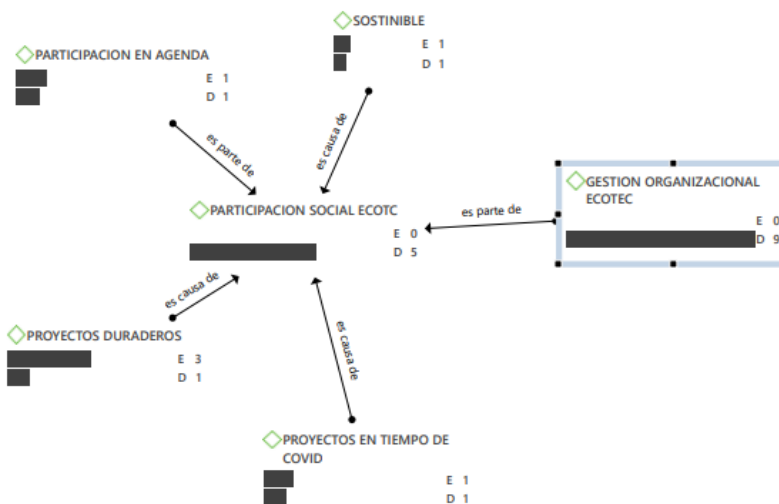 SOSTINIBLE
E 1
D 1
PARTICIPACION EN AGENDA
E 1
D 1
es parte de
es causa de
GESTION ORGANIZACIONAL
ECOTEC
E 0
D 9
es parte de
PARTICIPACION SOCIAL ECOTC
E 0
D 5
es causa de
PROYECTOS DURADEROS
E 3
D 1
es causa de
PROYECTOS EN TIEMPO DE
COVID
E 1
D 1